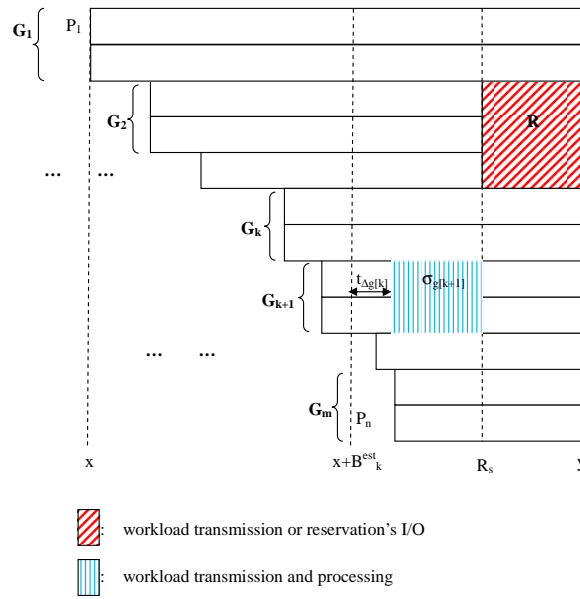 G1
P1
G2
R
... ...
Gk
tΔg[k]
σg[k+1]
Gk+1
... ...
Gm
Pn
x
x+B^est_k
Rs
y
: workload transmission or reservation's I/O
: workload transmission and processing